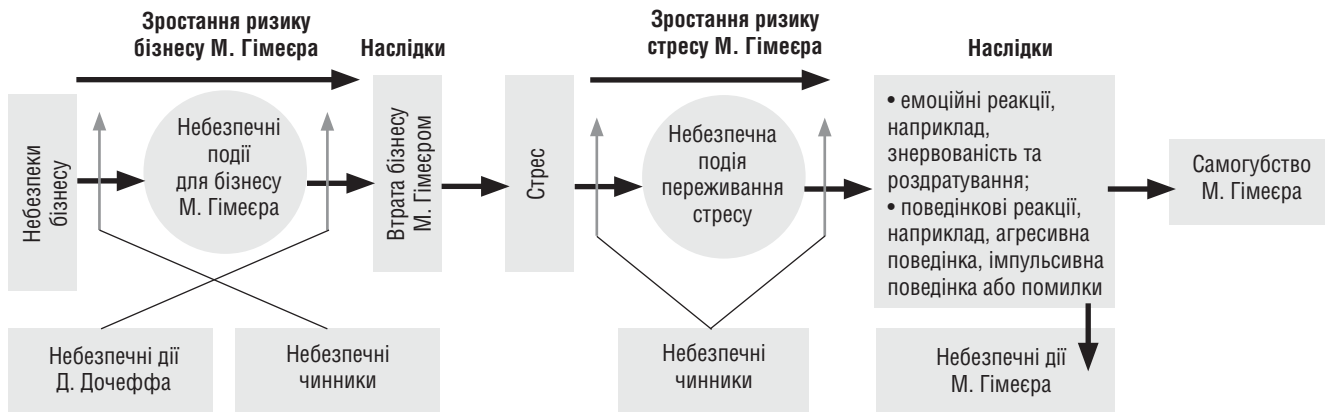 Зростання ризику
бізнесу М. Гімеєра
Наслідки
Зростання ризику
стресу М. Гімеєра
Наслідки
Небезпеки
бізнесу
Небезпечні
події
для бізнесу
М. Гімеєра
Втрата бізнесу
М. Гімеєром
Стрес
Небезпечна
подія
переживання
стресу
• емоційні реакції,
наприклад,
знервованість та
роздратування;
• поведінкові реакції,
наприклад, агресивна
поведінка, імпульсивна
поведінка або помилки
Самогубство
М. Гімеєра
Небезпечні дії
Д. Дочеффа
Небезпечні
чинники
Небезпечні
чинники
Небезпечні дії
М. Гімеєра